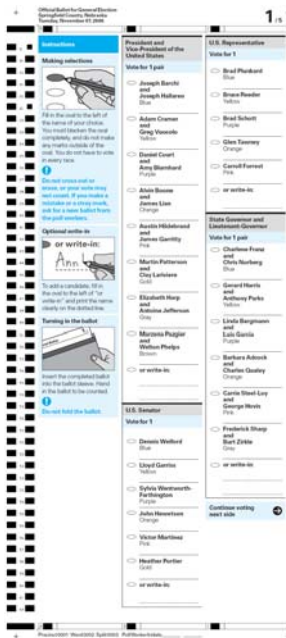 Official Ballot for General Election
Springfield County, Nebraska
Tuesday, November 07, 2006
1/5
Instructions
Making selections
Fill in the oval to the left of
the name of your choice.
You must blacken the oval
completely, and do not make
any marks outside of the
oval. You do not have to vote
in every race.
Do not cross out or
erase, or your vote may
not count. If you make a
mistake or a stray mark,
ask for a new ballot from
the poll workers.
Optional write-in
or write-in:
Ann
To add a candidate, fill in
the oval to the left of "or
write-in" and print the name
clearly on the dotted line.
Turning in the ballot
Insert the completed ballot
into the ballot sleeve. Hand
in the ballot to be counted.
Do not fold the ballot.
President and
Vice-President of the
United States
Vote for 1 pair
Joseph Barchi
and
Joseph Hallaren
Blue
Adam Cramer
and
Greg Vuocolo
Yellow
Daniel Court
and
Amy Blumhard
Purple
Alvin Boone
and
James Lian
Orange
Austin Hildebrand
and
James Garritty
Pink
Martin Patterson
and
Clay Lariviere
Gold
Elizabeth Harp
and
Antoine Jefferson
Gray
Marzena Pazgier
and
Welton Phelps
Brown
or write-in:
U.S. Senator
Vote for 1
Dennis Weiford
Blue
Lloyd Garriss
Yellow
Sylvia Wentworth-
Farthington
Purple
John Hewetson
Orange
Victor Martinez
Pink
Heather Portier
Gold
or write-in:
U.S. Representative
Vote for 1
Brad Plunkard
Blue
Bruce Reeder
Yellow
Brad Schott
Purple
Glen Tawney
Orange
Carroll Forrest
Pink
or write-in:
State Governor and
Lieutenant-Governor
Vote for 1 pair
Charlene Franz
and
Chris Norberg
Blue
Gerard Harris
and
Anthony Parks
Yellow
Linda Bargmann
and
Luis Garcia
Purple
Barbara Adcock
and
Charles Qualey
Orange
Carrie Steel-Loy
and
George Hovis
Pink
Frederick Sharp
and
Burt Zirkle
Gray
or write-in:
Continue voting
next side